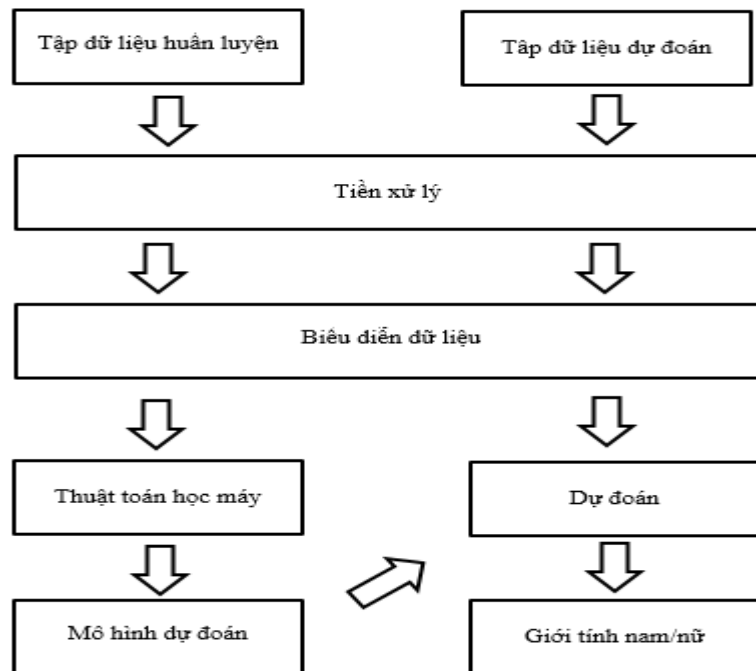 Tập dữ liệu huấn luyện
Tâp dữ liệu dự đoán
Tiền xử lý
Biểu diễn dữ liệu
Thuật toán học máy
Dự đoán
Mô hình dự đoán
Giới tính nam/nữ